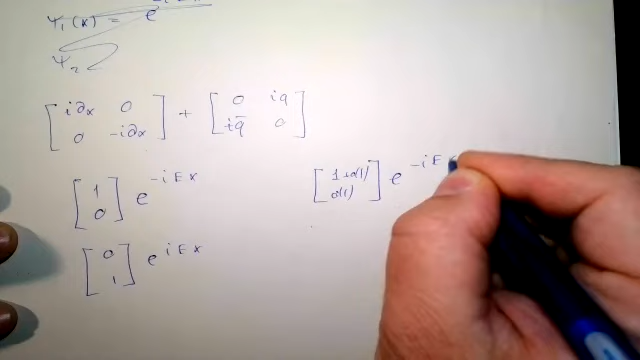 Ψ₁(x) = e
Ψ₂
[ i∂x 0 ; 0 -i∂x ] + [ 0 iq ; iq̄ 0 ]
[ 1 ; 0 ] e^{-iEx} [ 1+o(1) ; o(1) ] e^{-iE
[ 0 ; 1 ] e^{iEx}